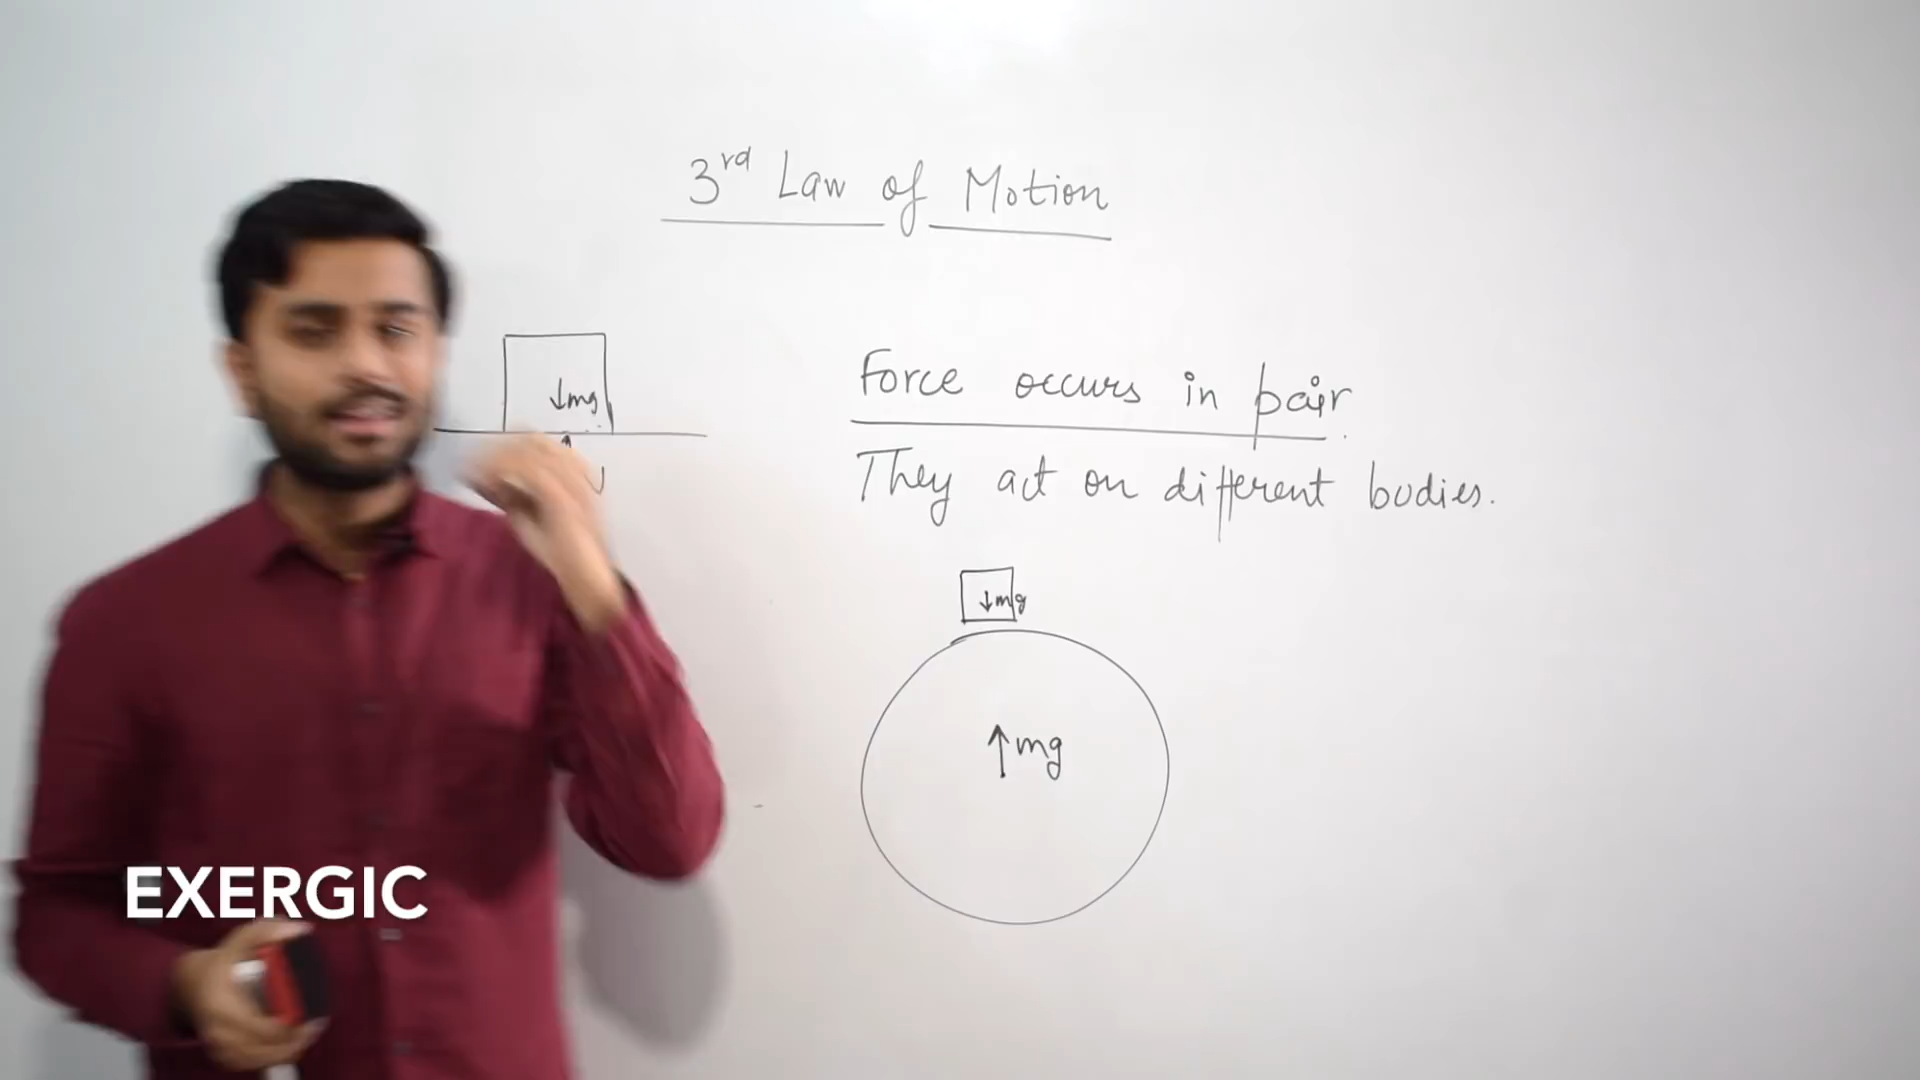 3rd Law of Motion
↓mg
Force occurs in pair.
They act on different bodies.
↓mg
↑mg
EXERGIC